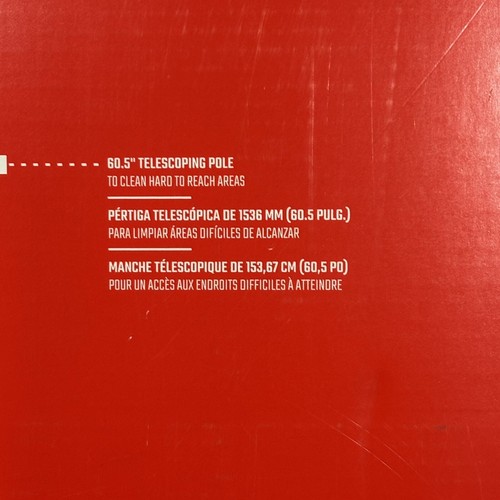 60.5" TELESCOPING POLE
TO CLEAN HARD TO REACH AREAS
PÉRTIGA TELESCÓPICA DE 1536 MM (60.5 PULG.)
PARA LIMPIAR ÁREAS DIFÍCILES DE ALCANZAR
MANCHE TÉLESCOPIQUE DE 153,67 CM (60,5 PO)
POUR UN ACCÈS AUX ENDROITS DIFFICILES À ATTEINDRE